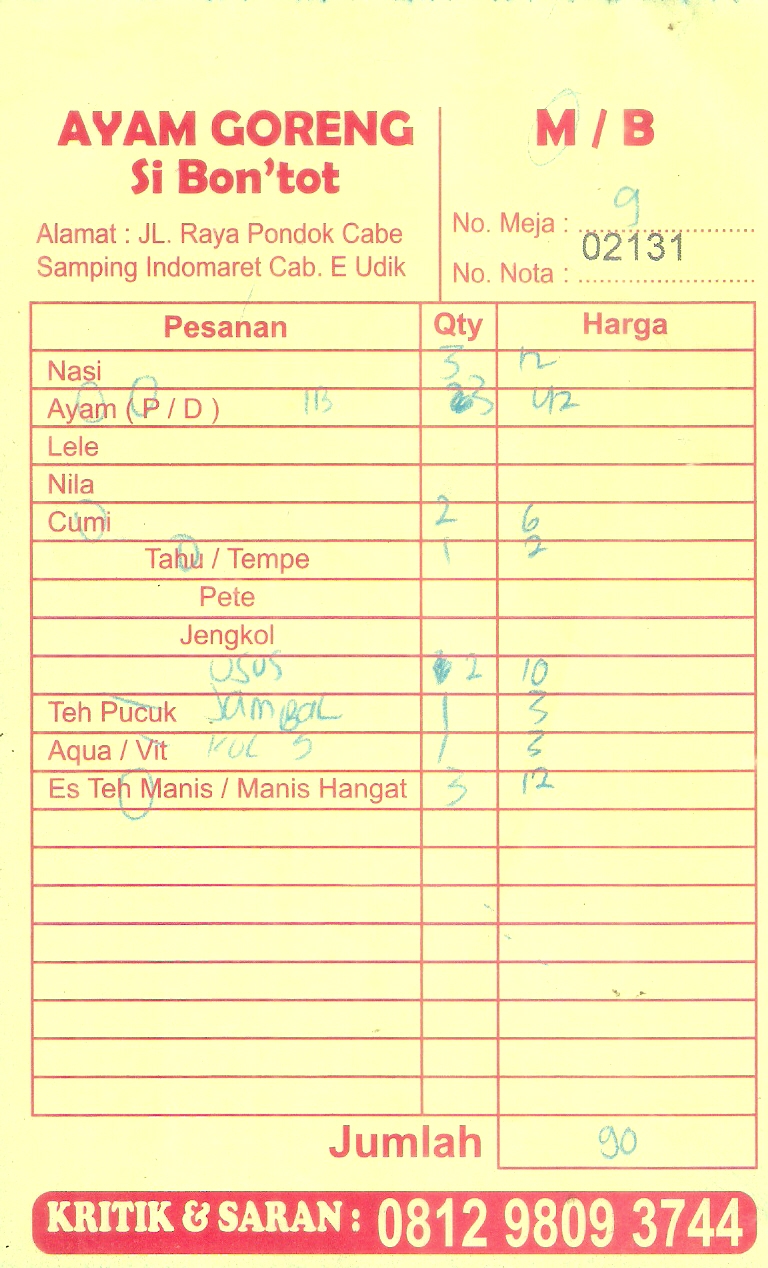 AYAM GORENG
Si Bon'tot
Alamat : JL. Raya Pondok Cabe
Samping Indomaret Cab. E Udik
M / B
No. Meja : 9
No. Nota : 02131
Pesanan Qty Harga
Nasi 3 12
Ayam ( P / D ) 1B 3 42
Lele
Nila
Cumi 2 6
Tahu / Tempe 1 2
Pete
Jengkol
USUS 2 10
Teh Pucuk SAMBAL 1 3
Aqua / Vit KOL 1 3
Es Teh Manis / Manis Hangat 3 12
Jumlah 90
KRITIK & SARAN : 0812 9809 3744